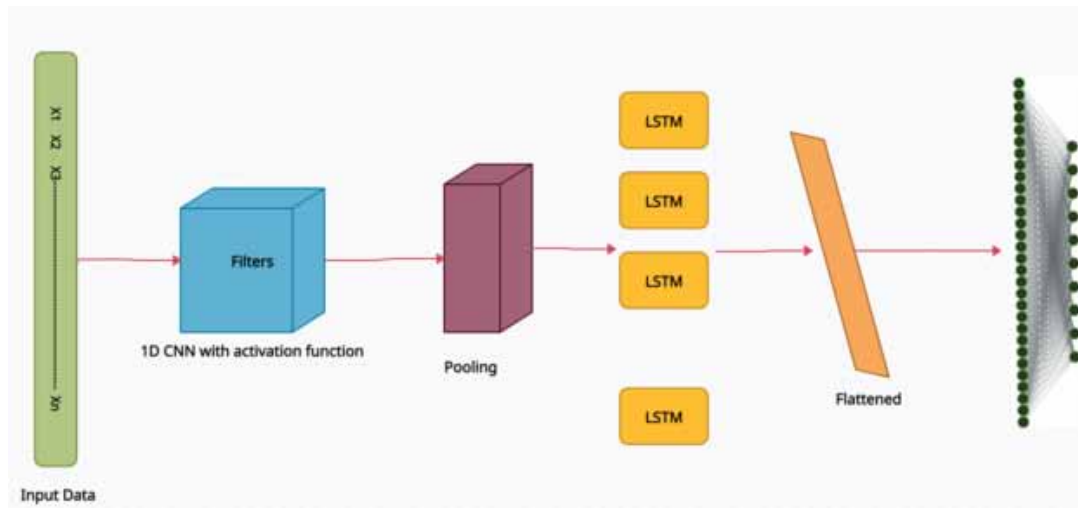 X1 X2 X3
Xn
Input Data
Filters
1D CNN with activation function
Pooling
LSTM
LSTM
LSTM
LSTM
Flattened